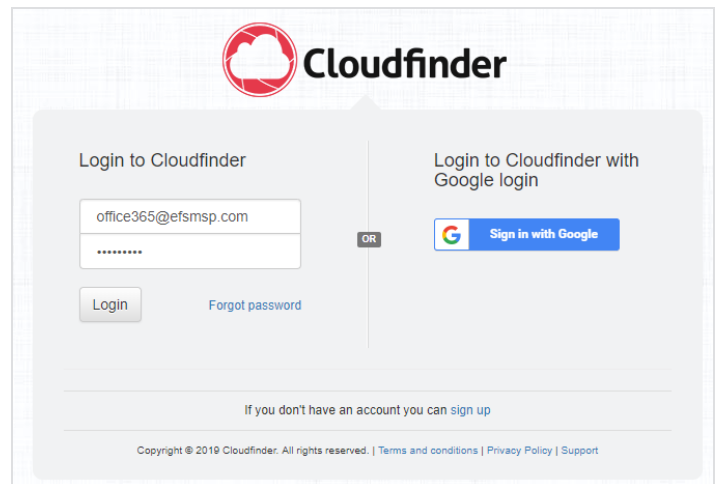 Cloudfinder
Login to Cloudfinder
office365@efsmsp.com
•••••••••
Login
Forgot password
OR
Login to Cloudfinder with
Google login
G
Sign in with Google
If you don't have an account you can sign up
Copyright © 2019 Cloudfinder. All rights reserved. | Terms and conditions | Privacy Policy | Support